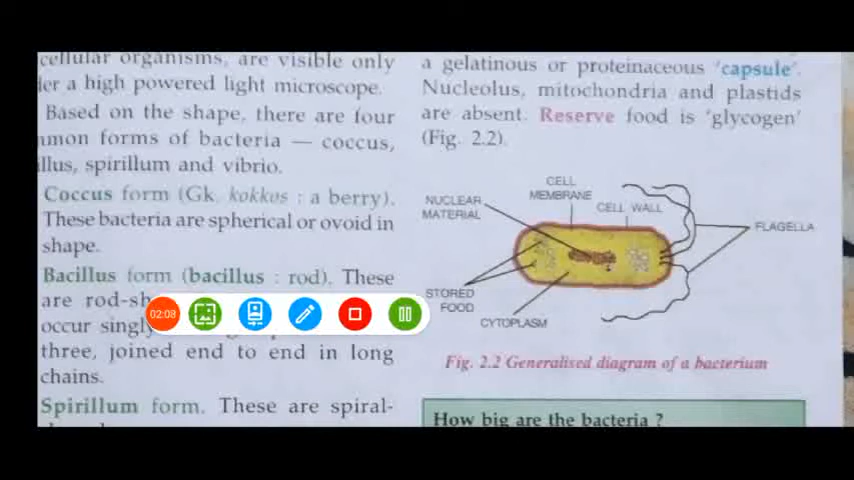 cellular organisms, are visible only
a high powered light microscope.
Based on the shape, there are four
forms of bacteria — coccus,
spirillum and vibrio.
Coccus form (Gk. kokkos : a berry).
These bacteria are spherical or ovoid in
shape.
Bacillus form (bacillus : rod). These
are
occur singly
three, joined end to end in long
chains.
Spirillum form. These are spiral-
a gelatinous or proteinaceous ‘capsule’.
Nucleolus, mitochondria and plastids
are absent. Reserve food is ‘glycogen’
(Fig. 2.2).
CELL
MEMBRANE
NUCLEAR
MATERIAL
CELL WALL
FLAGELLA
STORED
FOOD
CYTOPLASM
Fig. 2.2 Generalised diagram of a bacterium
How big are the bacteria ?
02:08